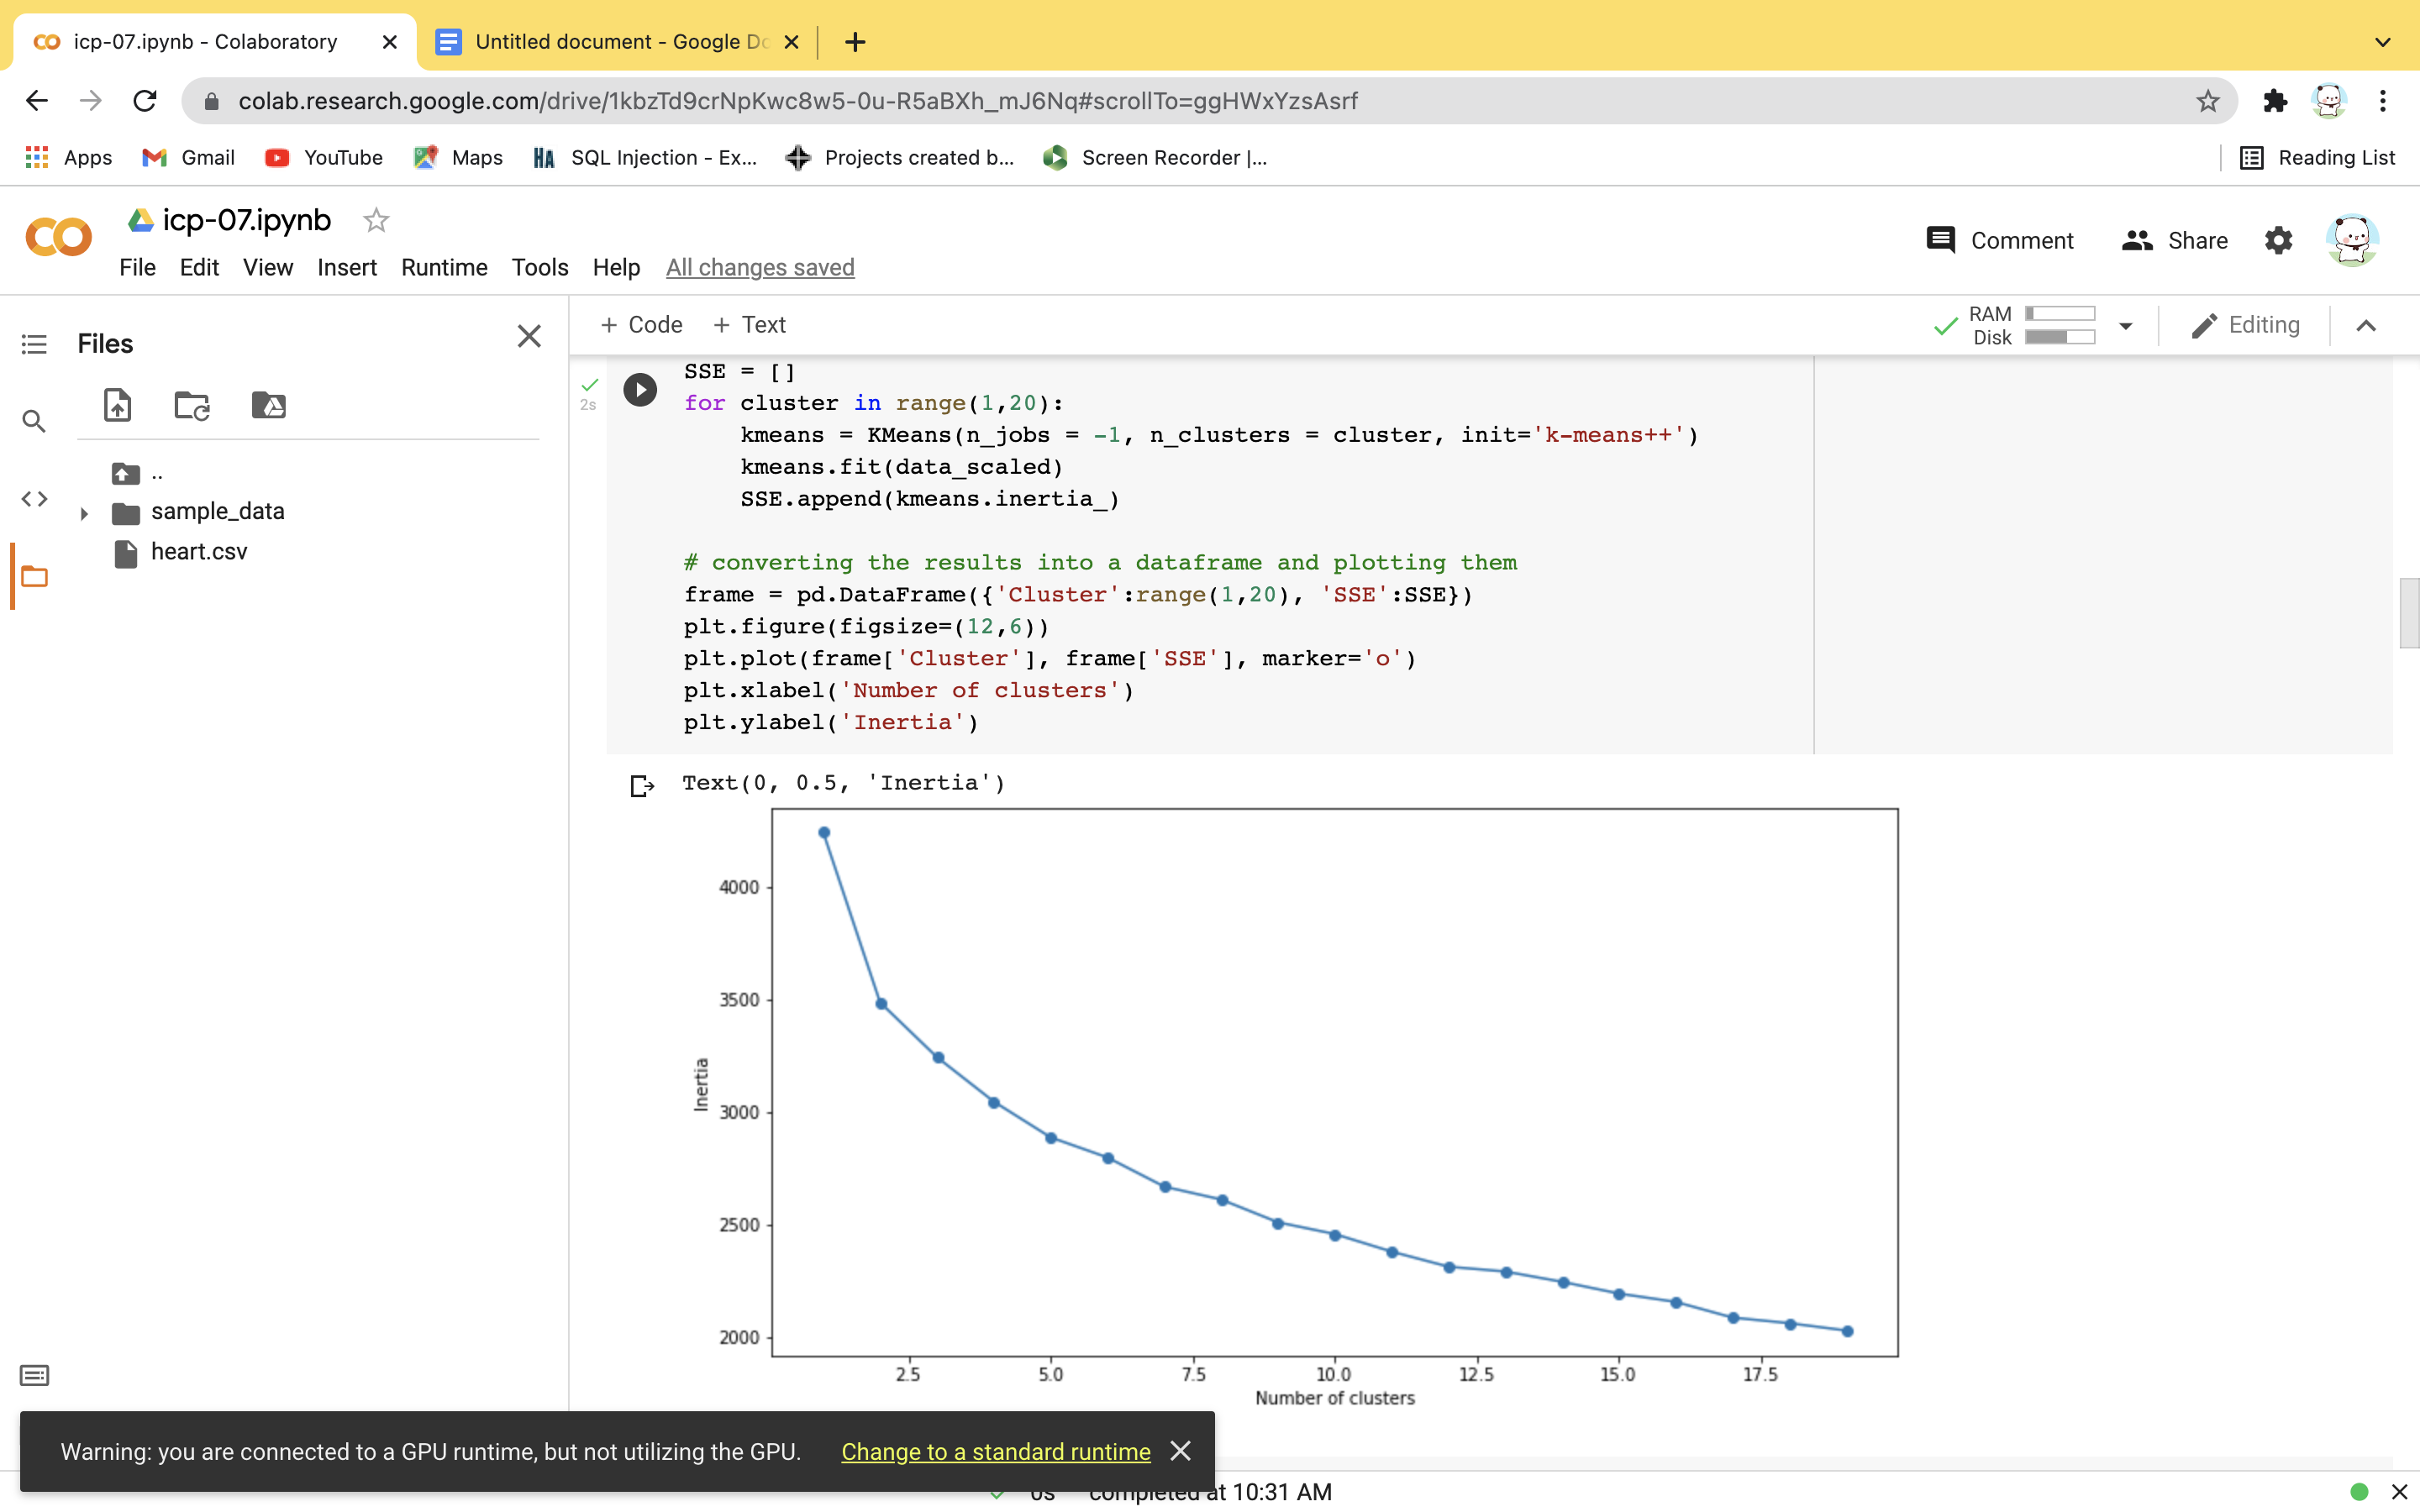 icp-07.ipynb - Colaboratory
Untitled document - Google Do
colab.research.google.com/drive/1kbzTd9crNpKwc8w5-0u-R5aBXh_mJ6Nq#scrollTo=ggHWxYzsAsrf
Apps Gmail YouTube Maps HA SQL Injection - Ex... Projects created b... Screen Recorder |... Reading List
icp-07.ipynb
Comment Share
File Edit View Insert Runtime Tools Help All changes saved
Files
+ Code + Text
RAM
Disk
Editing
..
sample_data
heart.csv
2s
SSE = []
for cluster in range(1,20):
    kmeans = KMeans(n_jobs = -1, n_clusters = cluster, init='k-means++')
    kmeans.fit(data_scaled)
    SSE.append(kmeans.inertia_)
# converting the results into a dataframe and plotting them
frame = pd.DataFrame({'Cluster':range(1,20), 'SSE':SSE})
plt.figure(figsize=(12,6))
plt.plot(frame['Cluster'], frame['SSE'], marker='o')
plt.xlabel('Number of clusters')
plt.ylabel('Inertia')
Text(0, 0.5, 'Inertia')
4000
3500
3000
2500
2000
Inertia
2.5 5.0 7.5 10.0 12.5 15.0 17.5
Number of clusters
Warning: you are connected to a GPU runtime, but not utilizing the GPU. Change to a standard runtime
0s completed at 10:31 AM